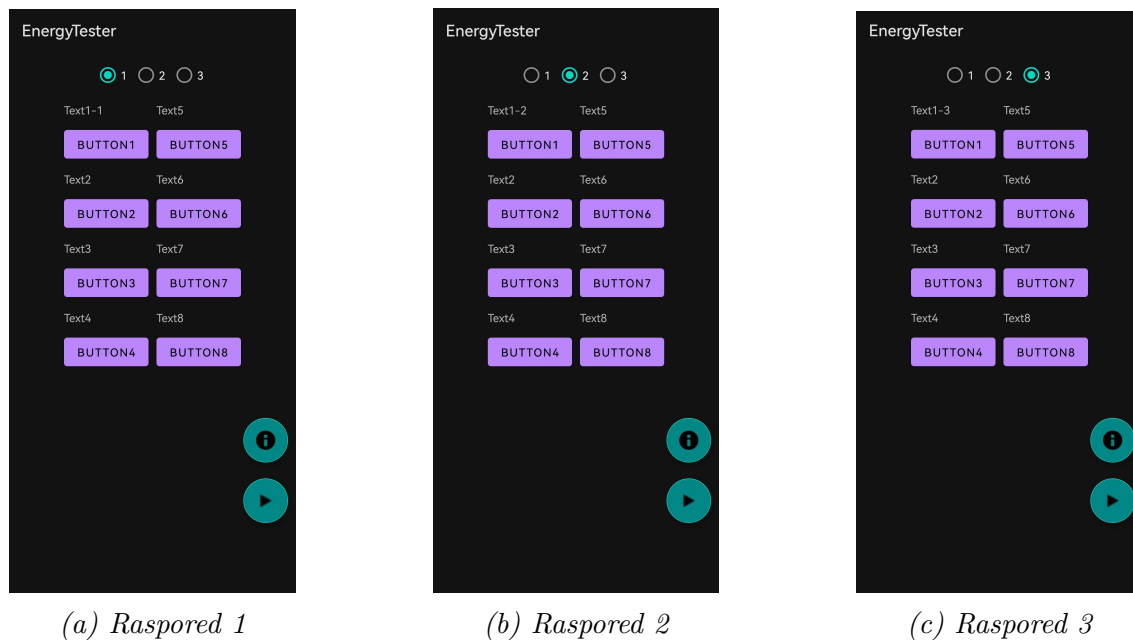 EnergyTester
1 2 3
Text1-1 Text5
BUTTON1 BUTTON5
Text2 Text6
BUTTON2 BUTTON6
Text3 Text7
BUTTON3 BUTTON7
Text4 Text8
BUTTON4 BUTTON8
(a) Raspored 1
EnergyTester
1 2 3
Text1-2 Text5
BUTTON1 BUTTON5
Text2 Text6
BUTTON2 BUTTON6
Text3 Text7
BUTTON3 BUTTON7
Text4 Text8
BUTTON4 BUTTON8
(b) Raspored 2
EnergyTester
1 2 3
Text1-3 Text5
BUTTON1 BUTTON5
Text2 Text6
BUTTON2 BUTTON6
Text3 Text7
BUTTON3 BUTTON7
Text4 Text8
BUTTON4 BUTTON8
(c) Raspored 3